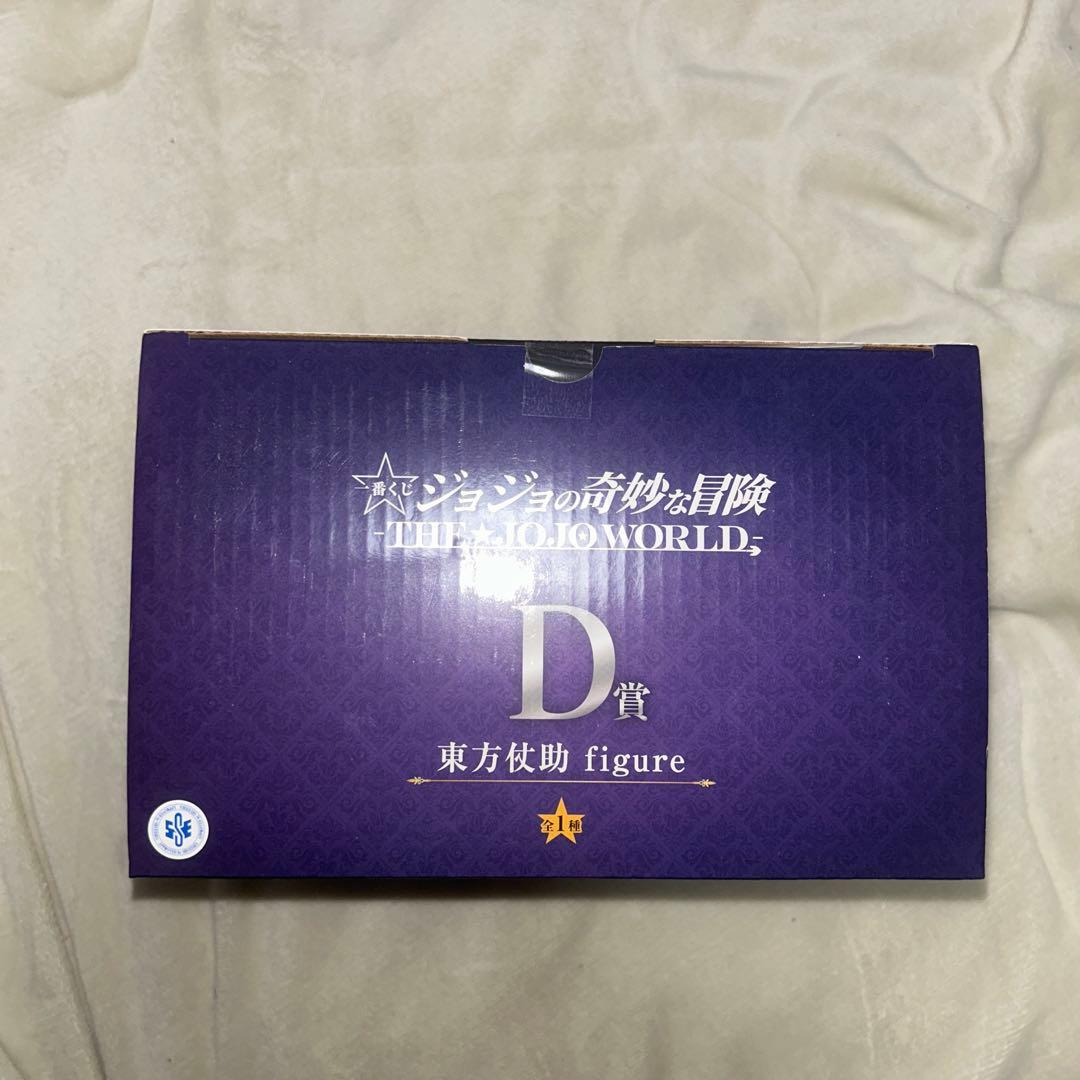 一番くじ ジョジョの奇妙な冒険
-THE★JOJO★WORLD-
D賞
東方仗助 figure
全1種